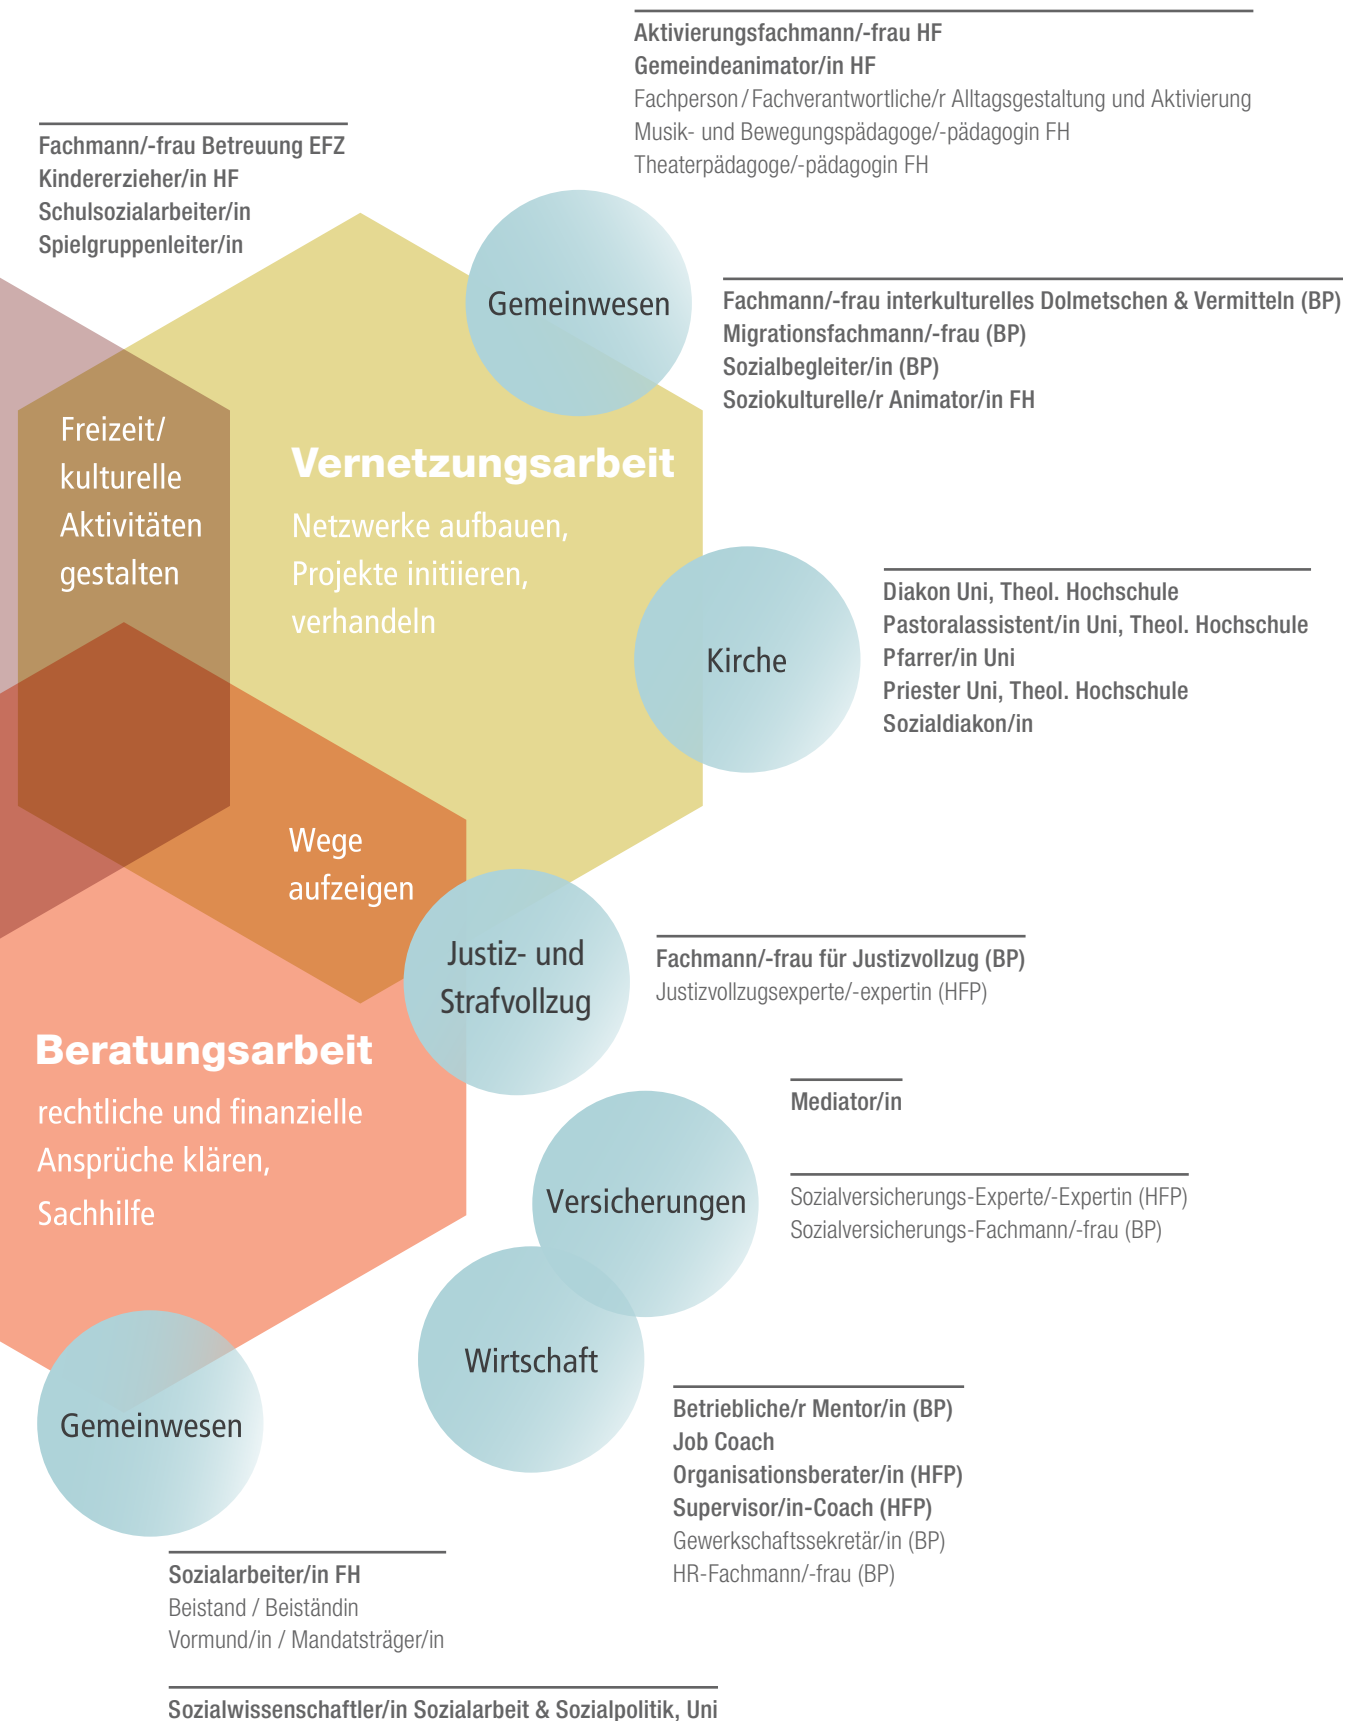 Aktivierungsfachmann/-frau HF
Gemeindeanimator/in HF
Fachperson / Fachverantwortliche/r Alltagsgestaltung und Aktivierung
Musik- und Bewegungspädagoge/-pädagogin FH
Theaterpädagoge/-pädagogin FH
Fachmann/-frau Betreuung EFZ
Kindererzieher/in HF
Schulsozialarbeiter/in
Spielgruppenleiter/in
Gemeinwesen
Fachmann/-frau interkulturelles Dolmetschen & Vermitteln (BP)
Migrationsfachmann/-frau (BP)
Sozialbegleiter/in (BP)
Soziokulturelle/r Animator/in FH
Freizeit/
kulturelle
Aktivitäten
gestalten
Vernetzungsarbeit
Netzwerke aufbauen,
Projekte initiieren,
verhandeln
Kirche
Diakon Uni, Theol. Hochschule
Pastoralassistent/in Uni, Theol. Hochschule
Pfarrer/in Uni
Priester Uni, Theol. Hochschule
Sozialdiakon/in
Wege
aufzeigen
Justiz- und
Strafvollzug
Fachmann/-frau für Justizvollzug (BP)
Justizvollzugsexperte/-expertin (HFP)
Beratungsarbeit
rechtliche und finanzielle
Ansprüche klären,
Sachhilfe
Mediator/in
Versicherungen
Sozialversicherungs-Experte/-Expertin (HFP)
Sozialversicherungs-Fachmann/-frau (BP)
Wirtschaft
Betriebliche/r Mentor/in (BP)
Job Coach
Organisationsberater/in (HFP)
Supervisor/in-Coach (HFP)
Gewerkschaftssekretär/in (BP)
HR-Fachmann/-frau (BP)
Gemeinwesen
Sozialarbeiter/in FH
Beistand / Beiständin
Vormund/in / Mandatsträger/in
Sozialwissenschaftler/in Sozialarbeit & Sozialpolitik, Uni